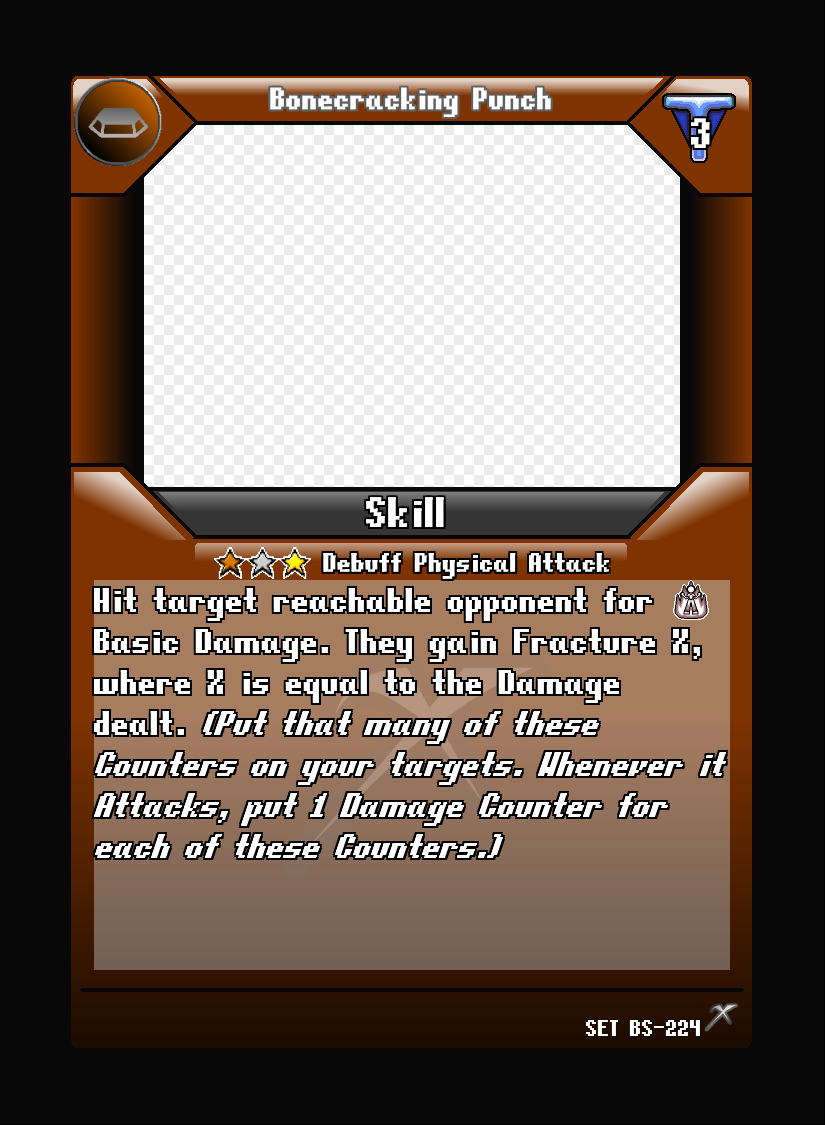 Bonecracking Punch
3
Skill
Debuff Physical Attack
Hit target reachable opponent for
Basic Damage. They gain Fracture X,
where X is equal to the Damage
dealt. (Put that many of these
Counters on your targets. Whenever it
Attacks, put 1 Damage Counter for
each of these Counters.)
SET BS-224